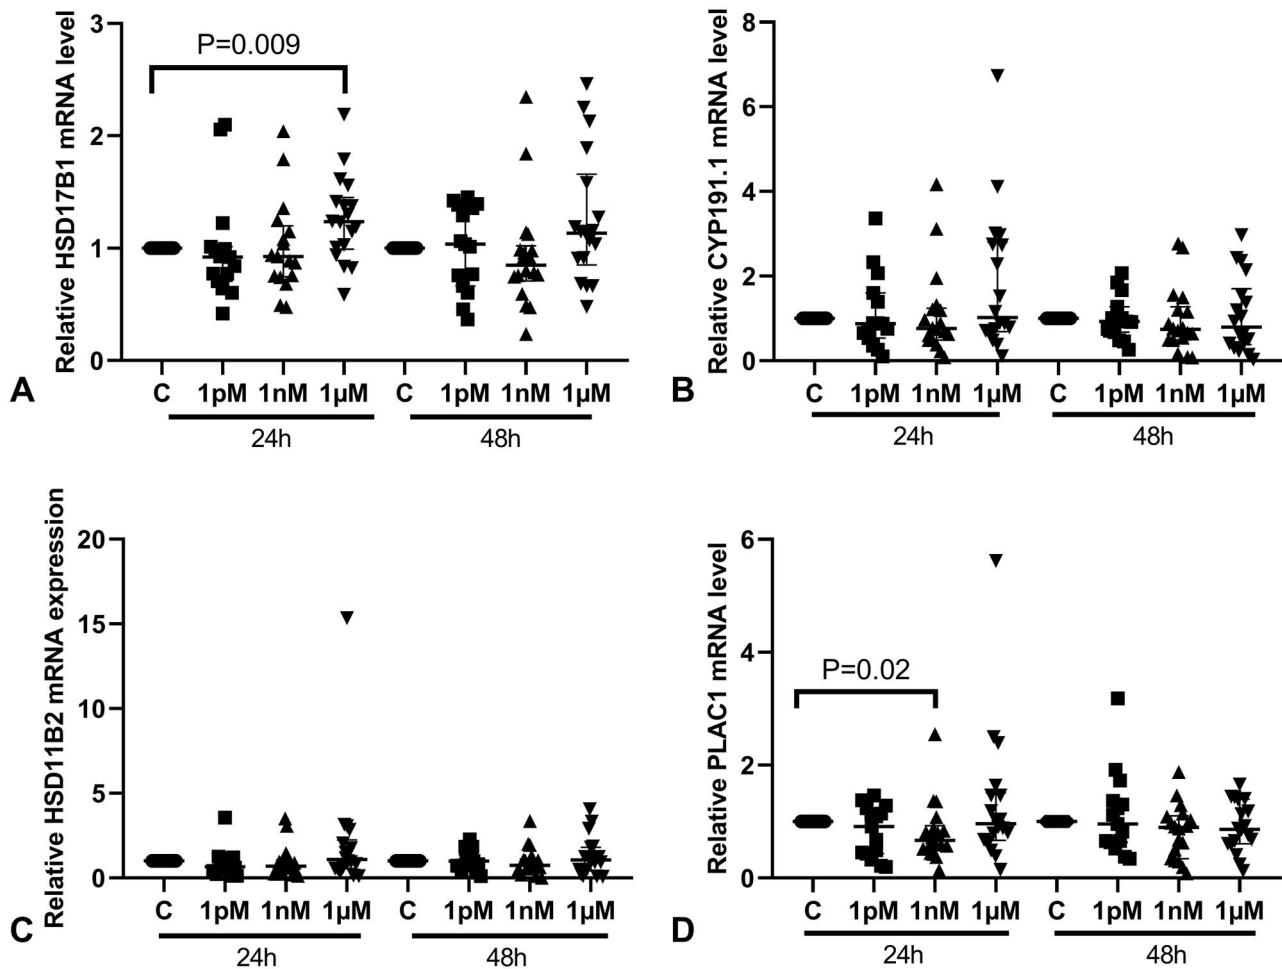 Relative HSD17B1 mRNA level
3
2
1
0
P=0.009
C 1pM 1nM 1µM C 1pM 1nM 1µM
24h 48h
A
Relative CYP191.1 mRNA level
8
6
4
2
0
C 1pM 1nM 1µM C 1pM 1nM 1µM
24h 48h
B
Relative HSD11B2 mRNA expression
20
15
10
5
0
C 1pM 1nM 1µM C 1pM 1nM 1µM
24h 48h
C
Relative PLAC1 mRNA level
6
4
2
0
P=0.02
C 1pM 1nM 1µM C 1pM 1nM 1µM
24h 48h
D